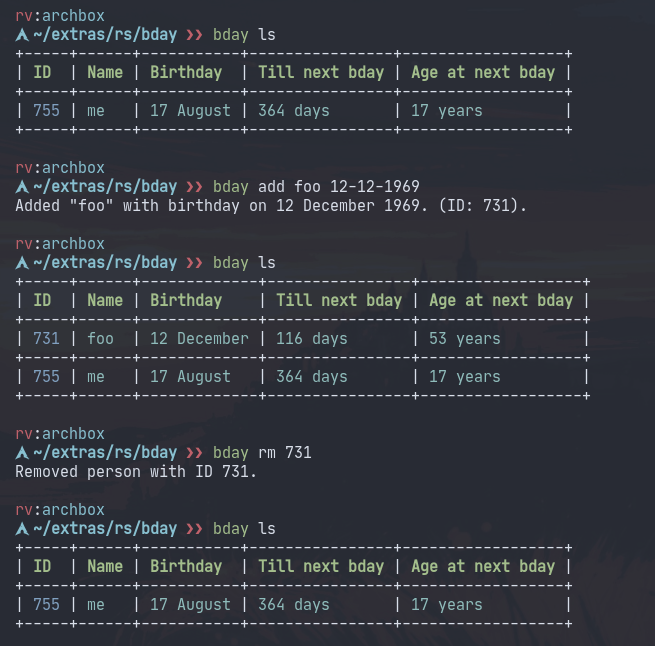 rv:archbox
~/extras/rs/bday ❯❯ bday ls
+-----+------+-----------+----------------+------------------+
| ID  | Name | Birthday  | Till next bday | Age at next bday |
+-----+------+-----------+----------------+------------------+
| 755 | me   | 17 August | 364 days       | 17 years         |
+-----+------+-----------+----------------+------------------+
rv:archbox
~/extras/rs/bday ❯❯ bday add foo 12-12-1969
Added "foo" with birthday on 12 December 1969. (ID: 731).
rv:archbox
~/extras/rs/bday ❯❯ bday ls
+-----+------+-------------+----------------+------------------+
| ID  | Name | Birthday    | Till next bday | Age at next bday |
+-----+------+-------------+----------------+------------------+
| 731 | foo  | 12 December | 116 days       | 53 years         |
+-----+------+-------------+----------------+------------------+
| 755 | me   | 17 August   | 364 days       | 17 years         |
+-----+------+-------------+----------------+------------------+
rv:archbox
~/extras/rs/bday ❯❯ bday rm 731
Removed person with ID 731.
rv:archbox
~/extras/rs/bday ❯❯ bday ls
+-----+------+-----------+----------------+------------------+
| ID  | Name | Birthday  | Till next bday | Age at next bday |
+-----+------+-----------+----------------+------------------+
| 755 | me   | 17 August | 364 days       | 17 years         |
+-----+------+-----------+----------------+------------------+